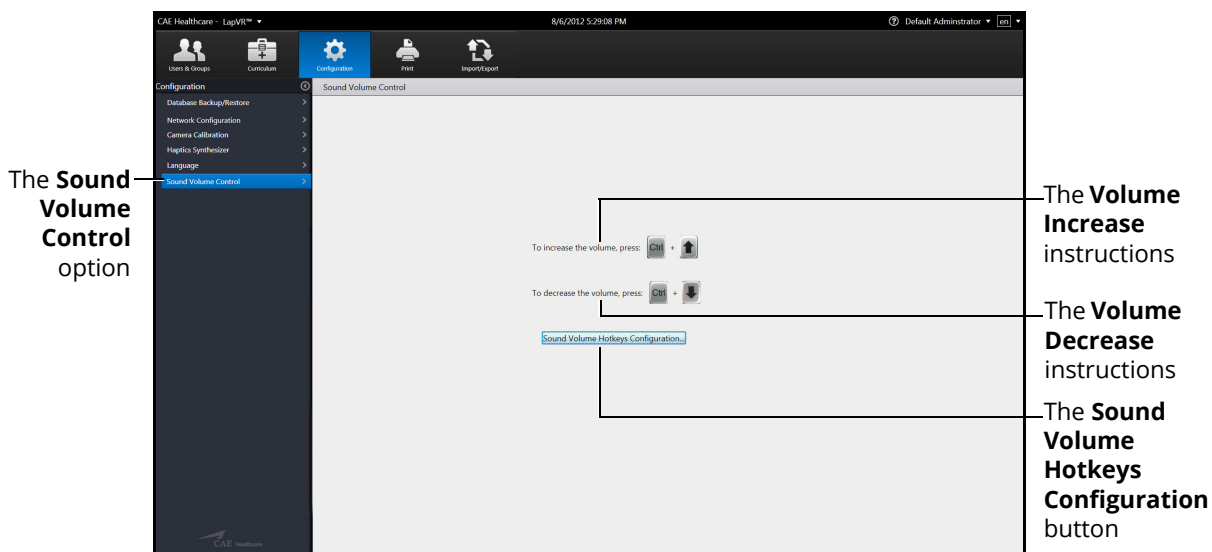 CAE Healthcare - LapVR™ ▼
8/6/2012 5:29:08 PM
Default Adminstrator ▼ en ▼
Users & Groups
Curriculum
Configuration
Print
Import/Export
Configuration
Sound Volume Control
Database Backup/Restore
Network Configuration
Camera Calibration
Haptics Synthesizer
Language
Sound Volume Control
The Sound
Volume
Control
option
To increase the volume, press: Ctrl +
To decrease the volume, press: Ctrl +
Sound Volume Hotkeys Configuration...
The Volume
Increase
instructions
The Volume
Decrease
instructions
The Sound
Volume
Hotkeys
Configuration
button
CAE Healthcare